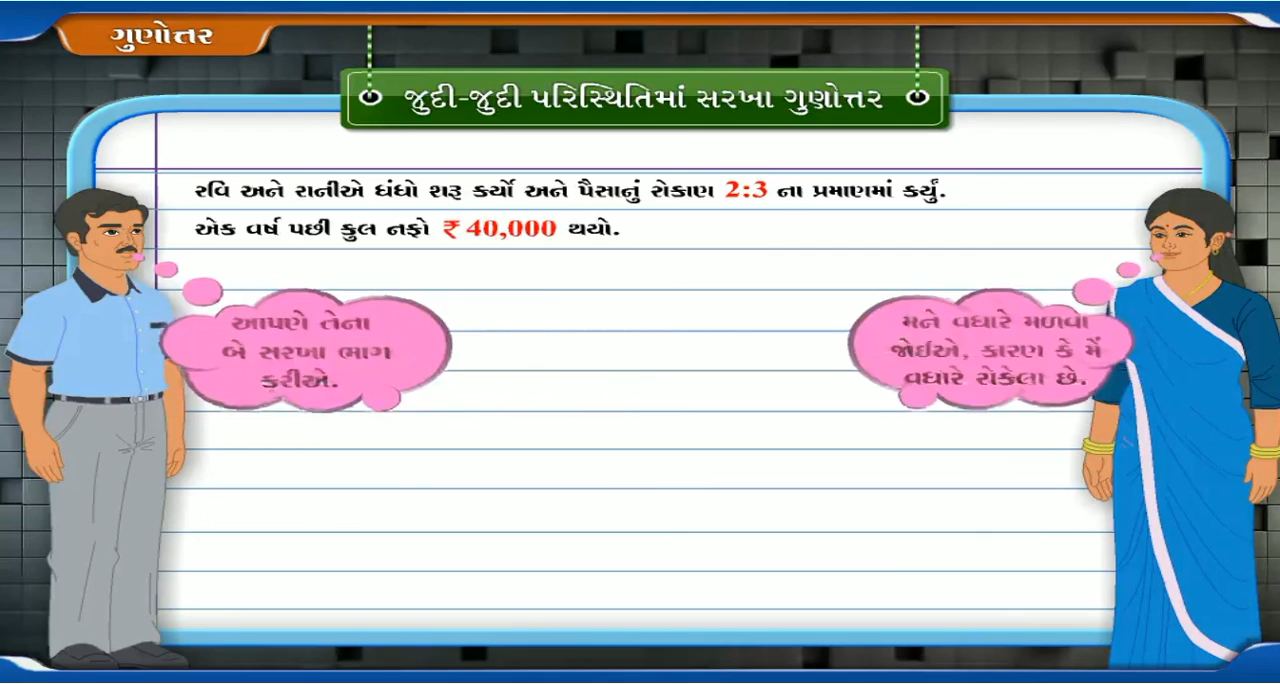 ગુણોત્તર
જુદી-જુદી પરિસ્થિતિમાં સરખા ગુણોત્તર
રવિ અને રાનીએ ધંધો શરૂ કર્યો અને પૈસાનું રોકાણ 2:3 ના પ્રમાણમાં કર્યું.
એક વર્ષ પછી કુલ નફો ₹ 40,000 થયો.
આપણે તેના
બે સરખા ભાગ
કરીએ.
મને વધારે મળવા
જોઈએ, કારણ કે મેં
વધારે રોકેલા છે.